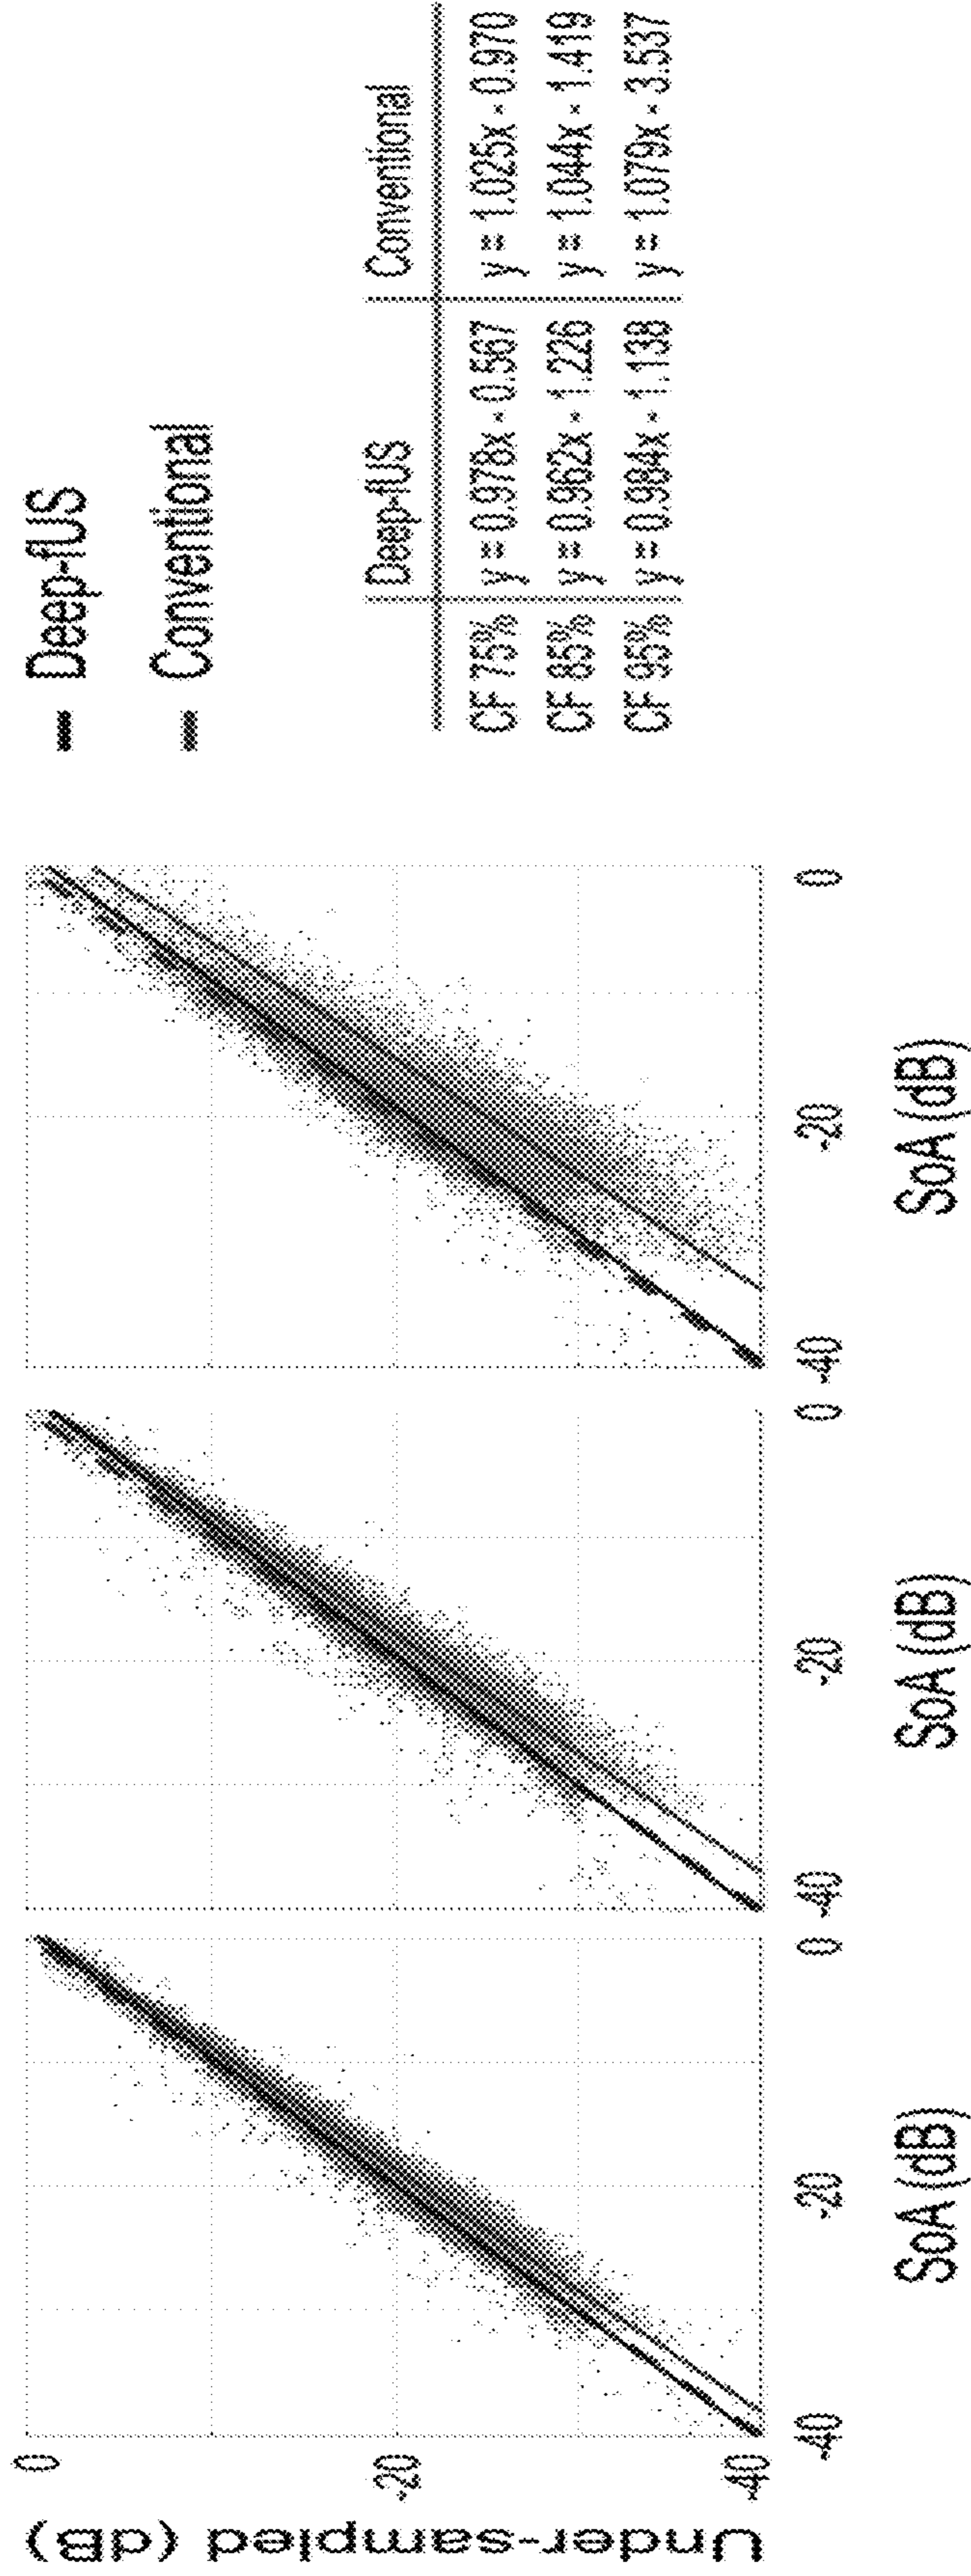 Under-sampled (dB)
0
-20
-40
-40 -20 0
SoA (dB)
-40 -20 0
SoA (dB)
-40 -20 0
SoA (dB)
Deep-fUS
Conventional
Deep-fUS Conventional
CF 75% y = 0.978x - 0.567 y = 1.025x - 0.970
CF 85% y = 0.962x - 1.226 y = 1.044x - 1.419
CF 95% y = 0.984x - 1.138 y = 1.079x - 3.537